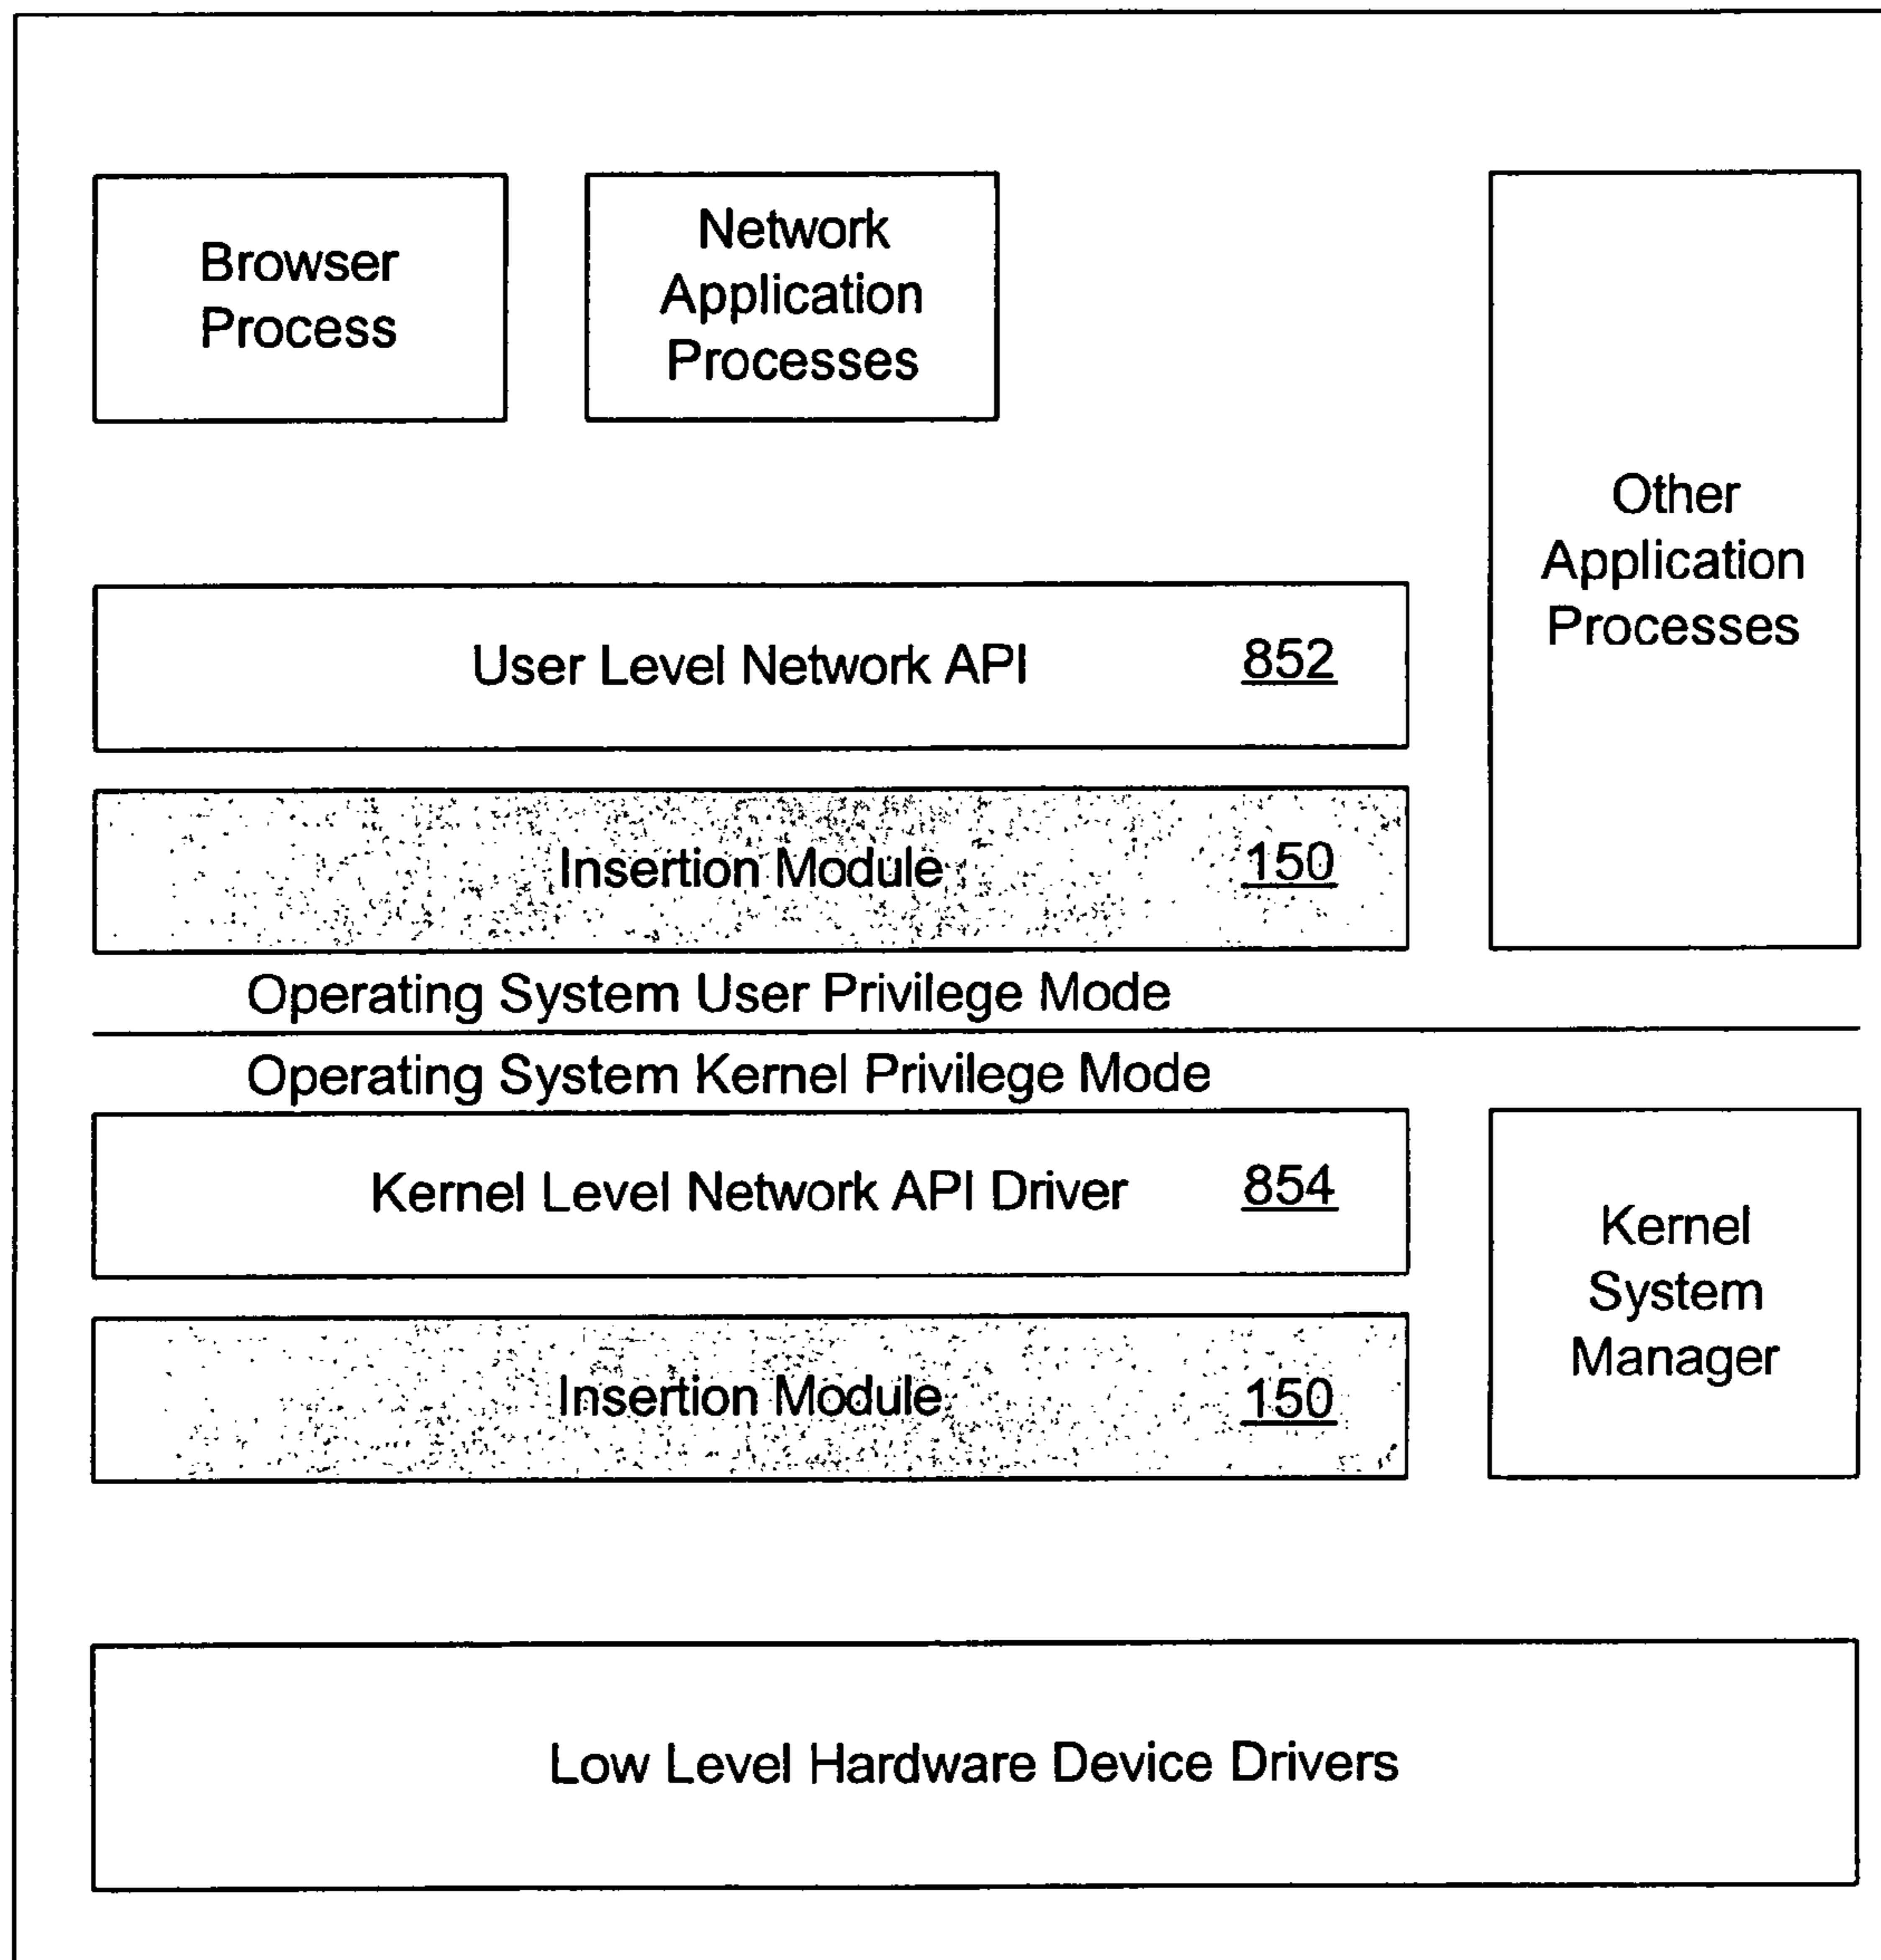 Browser
Process
Network
Application
Processes
Other
Application
Processes
User Level Network API 852
Insertion Module 150
Operating System User Privilege Mode
Operating System Kernel Privilege Mode
Kernel Level Network API Driver 854
Kernel
System
Manager
Insertion Module 150
Low Level Hardware Device Drivers